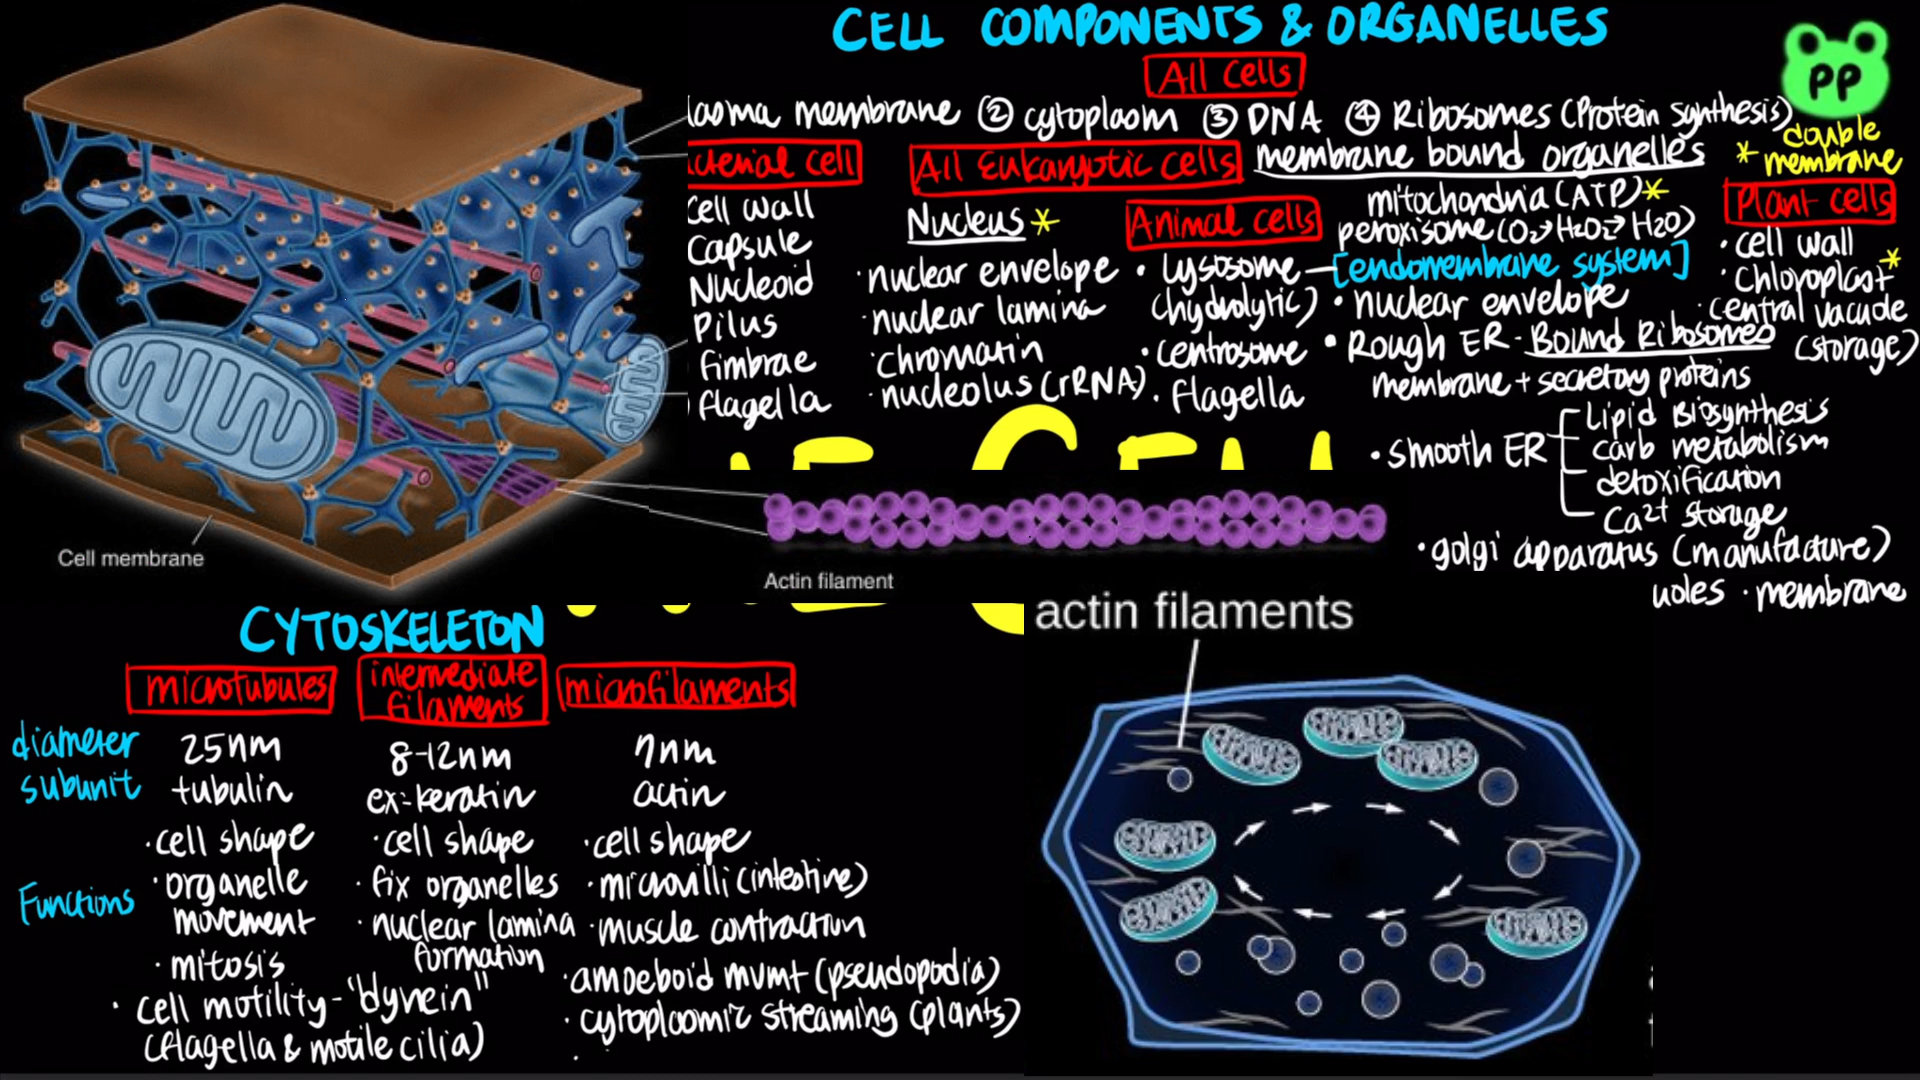 CELL COMPONENTS & ORGANELLES
PP
All Cells
membrane ② cytoplasm ③ DNA ④ Ribosomes (Protein synthesis)
* double membrane
cell
cell wall
Capsule
Nucleoid
Pilus
fimbrae
flagella
All Eukaryotic cells
Nucleus *
· nuclear envelope
· nuclear lamina
· chromatin
· nucleolus (rRNA)
Animal cells
· Lysosome
(hydrolytic)
· centrosome
· flagella
membrane bound organelles
mitochondria (ATP) *
peroxisome (O₂→H₂O₂→H₂O)
[endomembrane system]
· nuclear envelope
· Rough ER - Bound Ribosomes
membrane + secretory proteins
· smooth ER
lipid Biosynthesis
carb metabolism
detoxification
Ca²⁺ storage
· golgi apparatus (manufacture)
uoles · membrane
Plant cells
· cell wall
· Chloroplast *
· central vacuole
(storage)
Cell membrane
Actin filament
CYTOSKELETON
microtubules
intermediate filaments
microfilaments
diameter
25nm
8-12nm
7nm
subunit
tubulin
ex:-keratin
actin
Functions
· cell shape
· organelle movement
· mitosis
· cell motility - "dynein"
(flagella & motile cilia)
· cell shape
· fix organelles
· nuclear lamina formation
· cell shape
· microvilli (intestine)
· muscle contraction
· amoeboid mvmt (pseudopodia)
· cytoplasmic streaming (plants)
actin filaments